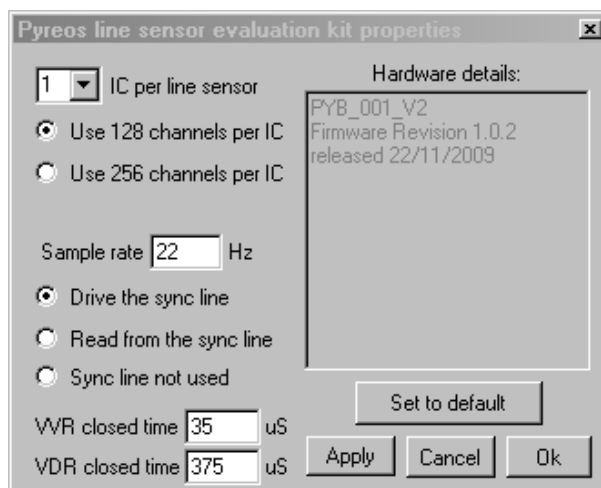 Pyreos line sensor evaluation kit properties
1 IC per line sensor
Use 128 channels per IC
Use 256 channels per IC
Sample rate 22 Hz
Drive the sync line
Read from the sync line
Sync line not used
VVR closed time 35 uS
VDR closed time 375 uS
Hardware details:
PYB_001_V2
Firmware Revision 1.0.2
released 22/11/2009
Set to default
Apply Cancel Ok